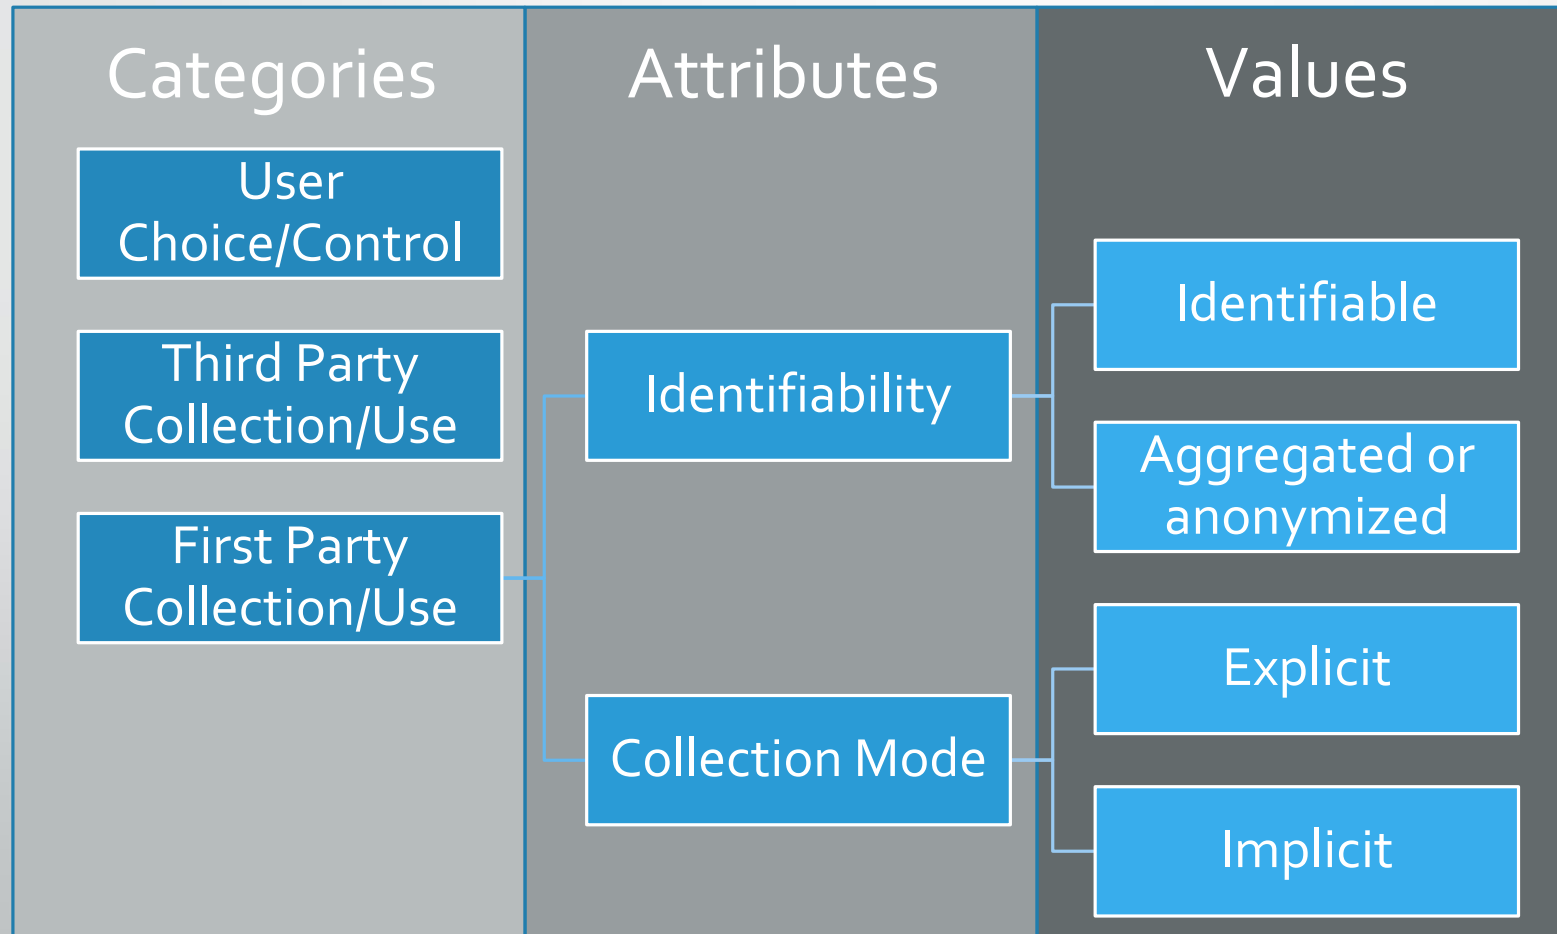 Categories
Attributes
Values
User
Choice/Control
Third Party
Collection/Use
First Party
Collection/Use
Identifiability
Collection Mode
Identifiable
Aggregated or
anonymized
Explicit
Implicit